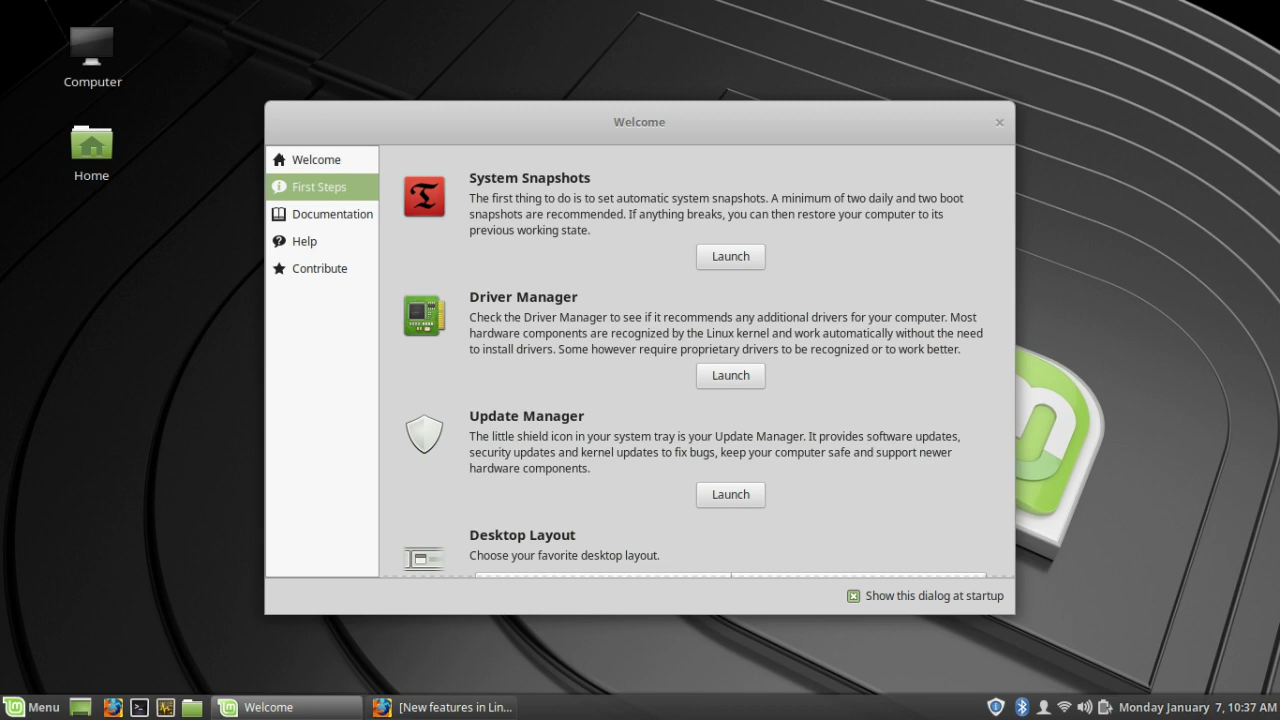 Computer
Home
Welcome
Welcome
First Steps
Documentation
Help
Contribute
System Snapshots
The first thing to do is to set automatic system snapshots. A minimum of two daily and two boot
snapshots are recommended. If anything breaks, you can then restore your computer to its
previous working state.
Launch
Driver Manager
Check the Driver Manager to see if it recommends any additional drivers for your computer. Most
hardware components are recognized by the Linux kernel and work automatically without the need
to install drivers. Some however require proprietary drivers to be recognized or to work better.
Launch
Update Manager
The little shield icon in your system tray is your Update Manager. It provides software updates,
security updates and kernel updates to fix bugs, keep your computer safe and support newer
hardware components.
Launch
Desktop Layout
Choose your favorite desktop layout.
Show this dialog at startup
Menu
Welcome
[New features in Lin...
Monday January 7, 10:37 AM